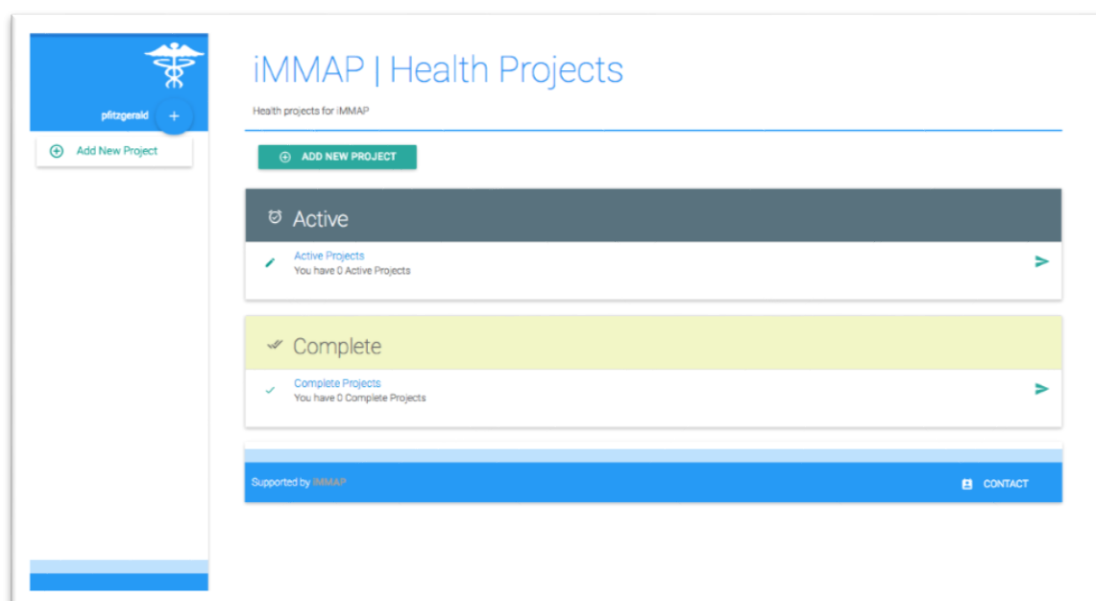 pfitzgerald
Add New Project
iMMAP | Health Projects
Health projects for iMMAP
ADD NEW PROJECT
Active
Active Projects
You have 0 Active Projects
Complete
Complete Projects
You have 0 Complete Projects
Supported by iMMAP
CONTACT